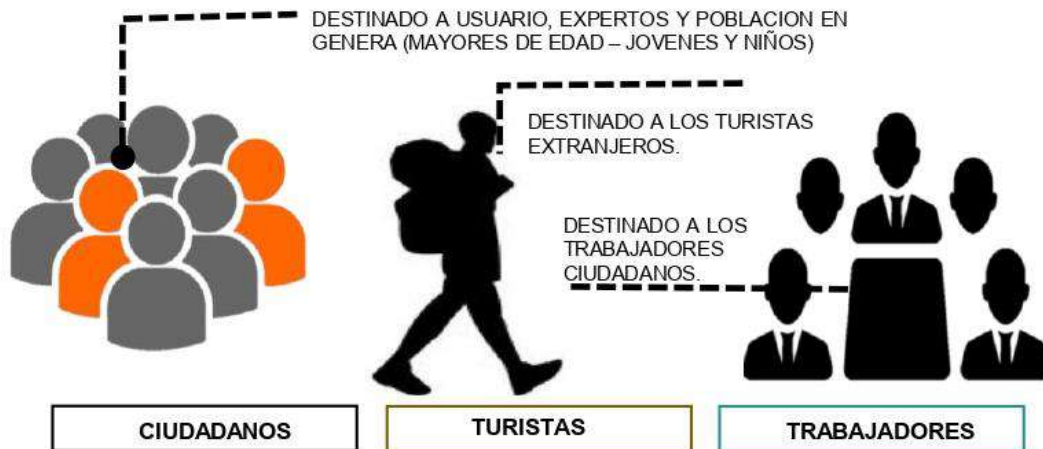 DESTINADO A USUARIO, EXPERTOS Y POBLACION EN
GENERA (MAYORES DE EDAD – JOVENES Y NIÑOS)
DESTINADO A LOS TURISTAS
EXTRANJEROS.
DESTINADO A LOS
TRABAJADORES
CIUDADANOS.
CIUDADANOS
TURISTAS
TRABAJADORES